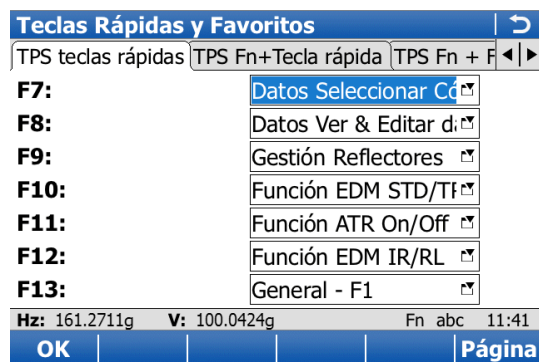 Teclas Rápidas y Favoritos
TPS teclas rápidas TPS Fn+Tecla rápida TPS Fn + F
F7: Datos Seleccionar Có
F8: Datos Ver & Editar da
F9: Gestión Reflectores
F10: Función EDM STD/TR
F11: Función ATR On/Off
F12: Función EDM IR/RL
F13: General - F1
Hz: 161.2711g V: 100.0424g Fn abc 11:41
OK Página